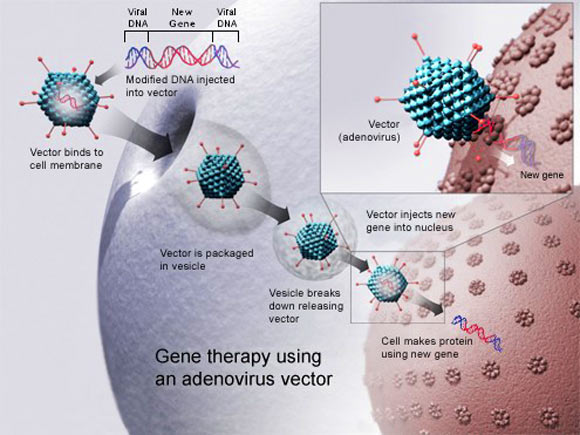 Viral
DNA
New
Gene
Viral
DNA
Modified DNA injected
into vector
Vector binds to
cell membrane
Vector is packaged
in vesicle
Vesicle breaks
down releasing
vector
Vector injects new
gene into nucleus
Cell makes protein
using new gene
Vector
(adenovirus)
New gene
Gene therapy using
an adenovirus vector